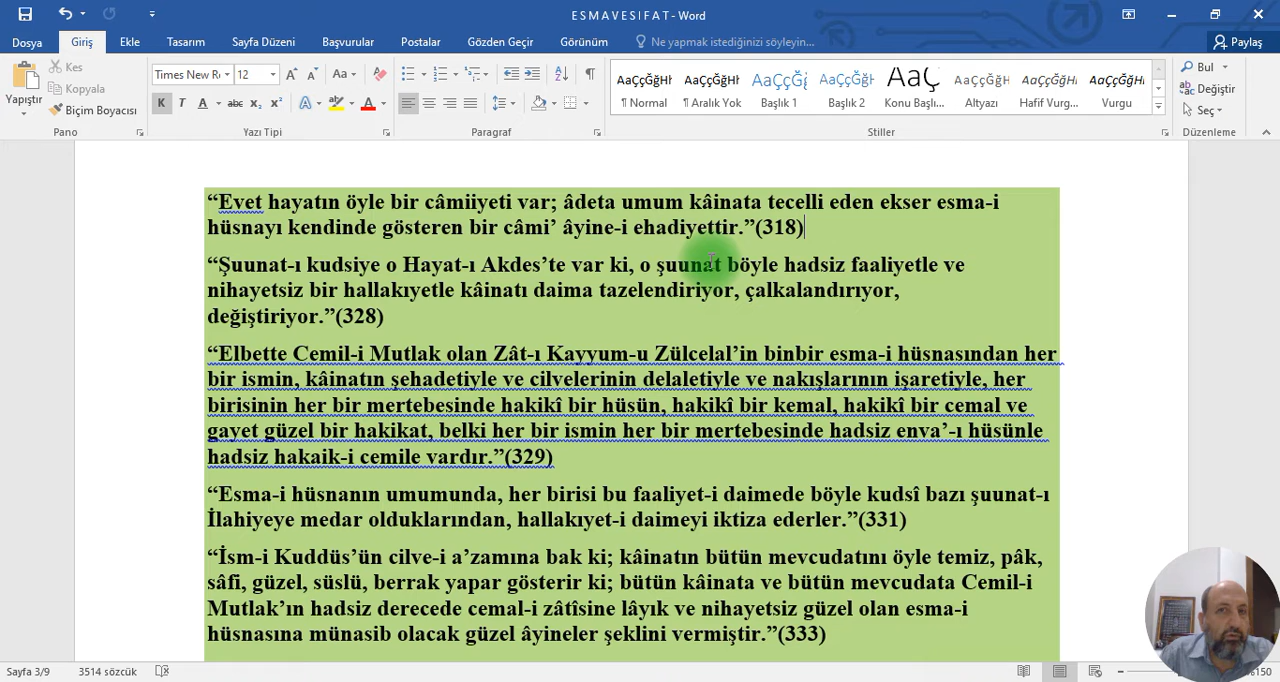 E S M A V E S I F A T - Word
Dosya Giriş Ekle Tasarım Sayfa Düzeni Başvurular Postalar Gözden Geçir Görünüm Ne yapmak istediğinizi söyleyin... Paylaş
Yapıştır
Kes
Kopyala
Biçim Boyacısı
Times New Ro 12
K T A abc x₂ x²
AaÇçĞğHł AaÇçĞğHł AaÇçĞğ AaÇçĞğ AaÇ AaÇçĞğHł AaÇçĞğHł AaÇçĞğHł
¶ Normal ¶ Aralık Yok Başlık 1 Başlık 2 Konu Başlı... Altyazı Hafif Vurg... Vurgu
Bul
Değiştir
Seç
Pano Yazı Tipi Paragraf Stiller Düzenleme
“Evet hayatın öyle bir câmiiyeti var; âdeta umum kâinata tecelli eden ekser esma-i
hüsnayı kendinde gösteren bir câmi’ âyine-i ehadiyettir.”(318)
“Şuunat-ı kudsiye o Hayat-ı Akdes’te var ki, o şuunat böyle hadsiz faaliyetle ve
nihayetsiz bir hallakıyetle kâinatı daima tazelendiriyor, çalkalandırıyor,
değiştiriyor.”(328)
“Elbette Cemil-i Mutlak olan Zât-ı Kayyum-u Zülcelal’in binbir esma-i hüsnasından her
bir ismin, kâinatın şehadetiyle ve cilvelerinin delaletiyle ve nakışlarının işaretiyle, her
birisinin her bir mertebesinde hakikî bir hüsün, hakikî bir kemal, hakikî bir cemal ve
gayet güzel bir hakikat, belki her bir ismin her bir mertebesinde hadsiz enva’-ı hüsünle
hadsiz hakaik-i cemile vardır.”(329)
“Esma-i hüsnanın umumunda, her birisi bu faaliyet-i daimede böyle kudsî bazı şuunat-ı
İlahiyeye medar olduklarından, hallakıyet-i daimeyi iktiza ederler.”(331)
“İsm-i Kuddüs’ün cilve-i a’zamına bak ki; kâinatın bütün mevcudatını öyle temiz, pâk,
sâfi, güzel, süslü, berrak yapar gösterir ki; bütün kâinata ve bütün mevcudata Cemil-i
Mutlak’ın hadsiz derecede cemal-i zâtîsine lâyık ve nihayetsiz güzel olan esma-i
hüsnasına münasib olacak güzel âyineler şeklini vermiştir.”(333)
Sayfa 3/9 3514 sözcük %150